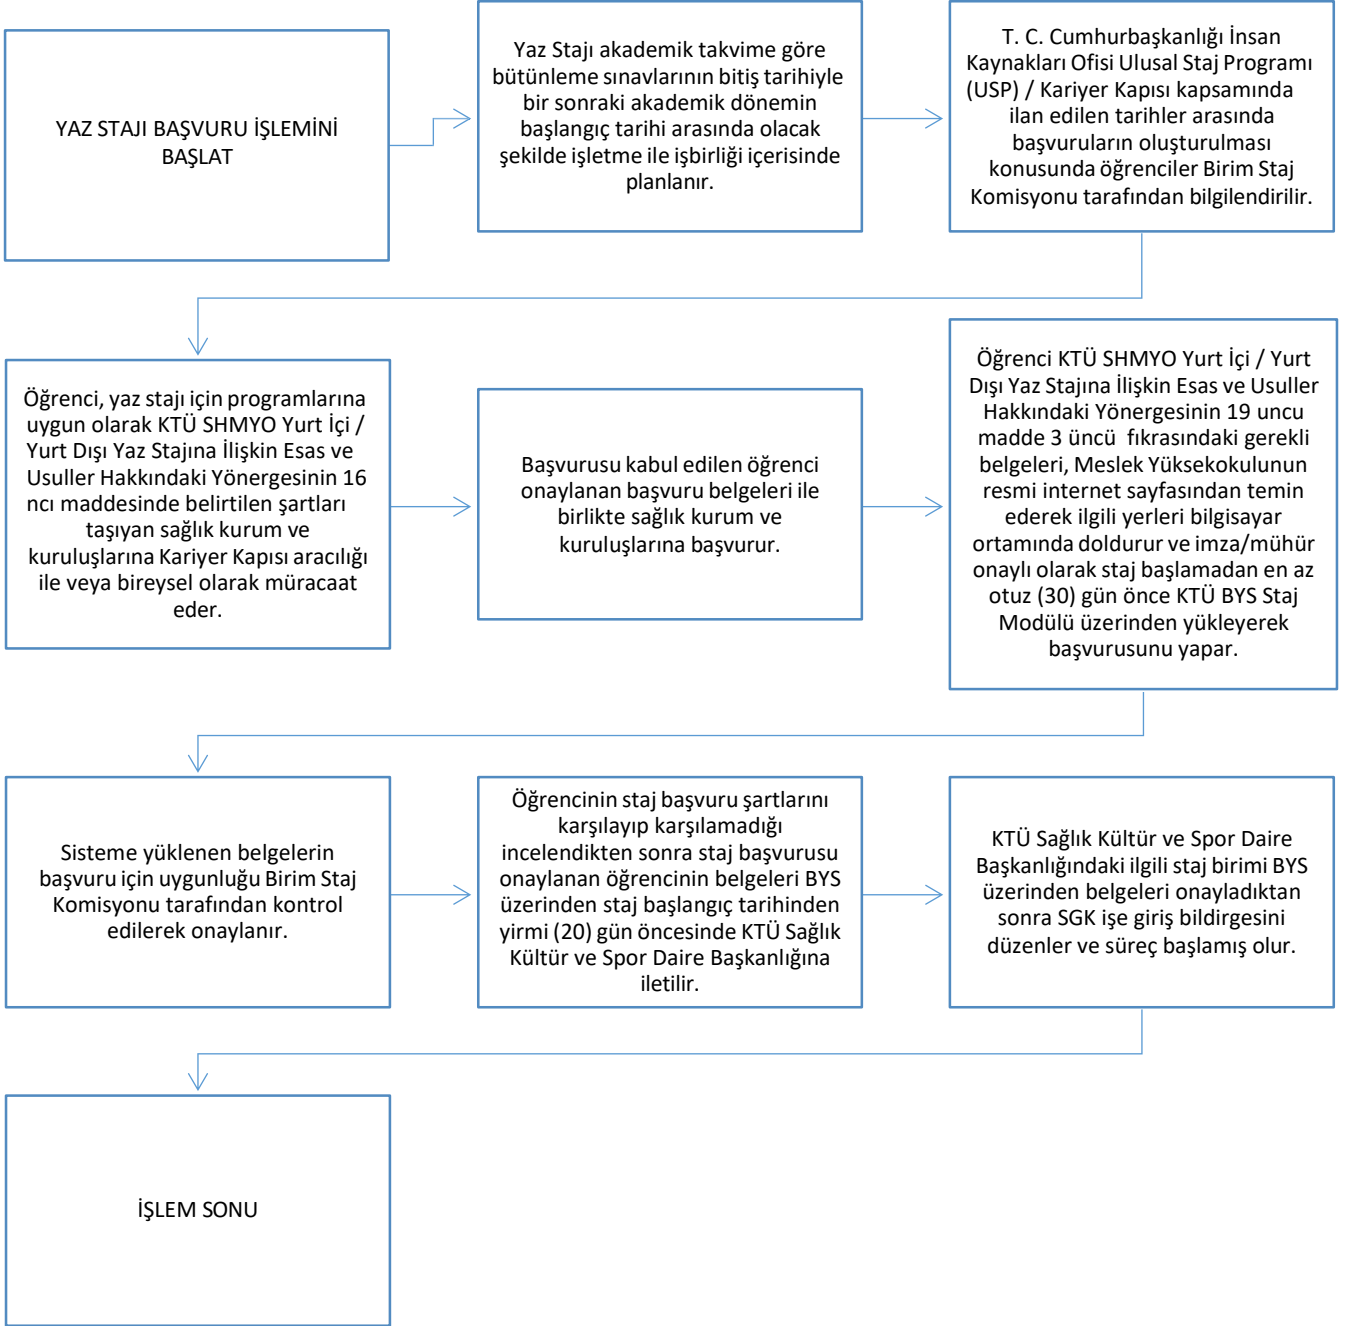 YAZ STAJI BAŞVURU İŞLEMİNİ
BAŞLAT
Yaz Stajı akademik takvime göre
bütünleme sınavlarının bitiş tarihiyle
bir sonraki akademik dönemin
başlangıç tarihi arasında olacak
şekilde işletme ile işbirliği içerisinde
planlanır.
T. C. Cumhurbaşkanlığı İnsan
Kaynakları Ofisi Ulusal Staj Programı
(USP) / Kariyer Kapısı kapsamında
ilan edilen tarihler arasında
başvuruların oluşturulması
konusunda öğrenciler Birim Staj
Komisyonu tarafından bilgilendirilir.
Öğrenci, yaz stajı için programlarına
uygun olarak KTÜ SHMYO Yurt İçi /
Yurt Dışı Yaz Stajına İlişkin Esas ve
Usuller Hakkındaki Yönergesinin 16
ncı maddesinde belirtilen şartları
taşıyan sağlık kurum ve
kuruluşlarına Kariyer Kapısı aracılığı
ile veya bireysel olarak müracaat
eder.
Başvurusu kabul edilen öğrenci
onaylanan başvuru belgeleri ile
birlikte sağlık kurum ve
kuruluşlarına başvurur.
Öğrenci KTÜ SHMYO Yurt İçi / Yurt
Dışı Yaz Stajına İlişkin Esas ve Usuller
Hakkındaki Yönergesinin 19 uncu
madde 3 üncü fıkrasındaki gerekli
belgeleri, Meslek Yüksekokulunun
resmi internet sayfasından temin
ederek ilgili yerleri bilgisayar
ortamında doldurur ve imza/mühür
onaylı olarak staj başlamadan en az
otuz (30) gün önce KTÜ BYS Staj
Modülü üzerinden yükleyerek
başvurusunu yapar.
Sisteme yüklenen belgelerin
başvuru için uygunluğu Birim Staj
Komisyonu tarafından kontrol
edilerek onaylanır.
Öğrencinin staj başvuru şartlarını
karşılayıp karşılamadığı
incelendikten sonra staj başvurusu
onaylanan öğrencinin belgeleri BYS
üzerinden staj başlangıç tarihinden
yirmi (20) gün öncesinde KTÜ Sağlık
Kültür ve Spor Daire Başkanlığına
iletilir.
KTÜ Sağlık Kültür ve Spor Daire
Başkanlığındaki ilgili staj birimi BYS
üzerinden belgeleri onayladıktan
sonra SGK işe giriş bildirgesini
düzenler ve süreç başlamış olur.
İŞLEM SONU